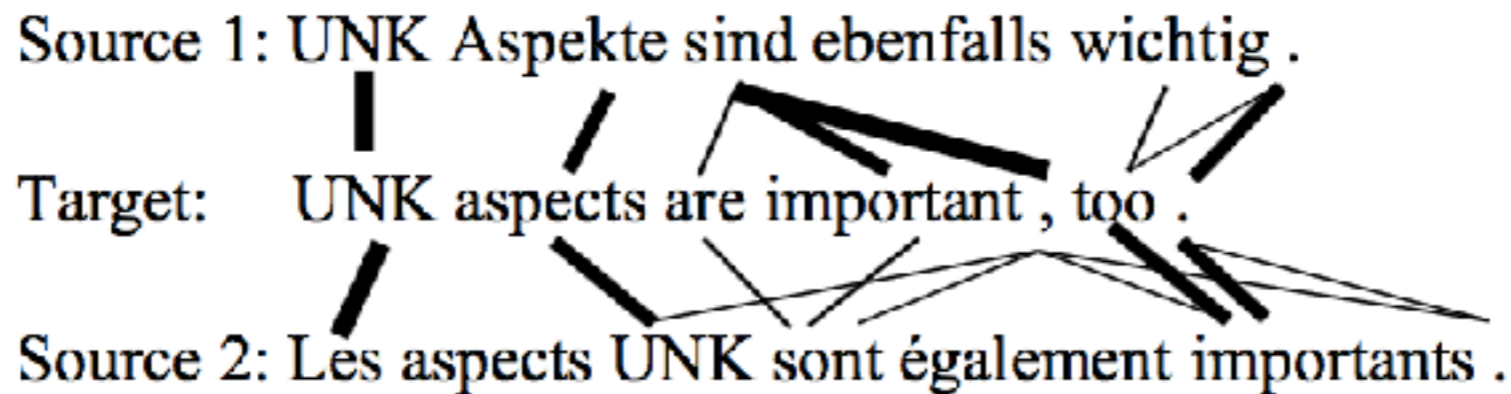 Source 1: UNK Aspekte sind ebenfalls wichtig .
Target: UNK aspects are important , too .
Source 2: Les aspects UNK sont également importants .